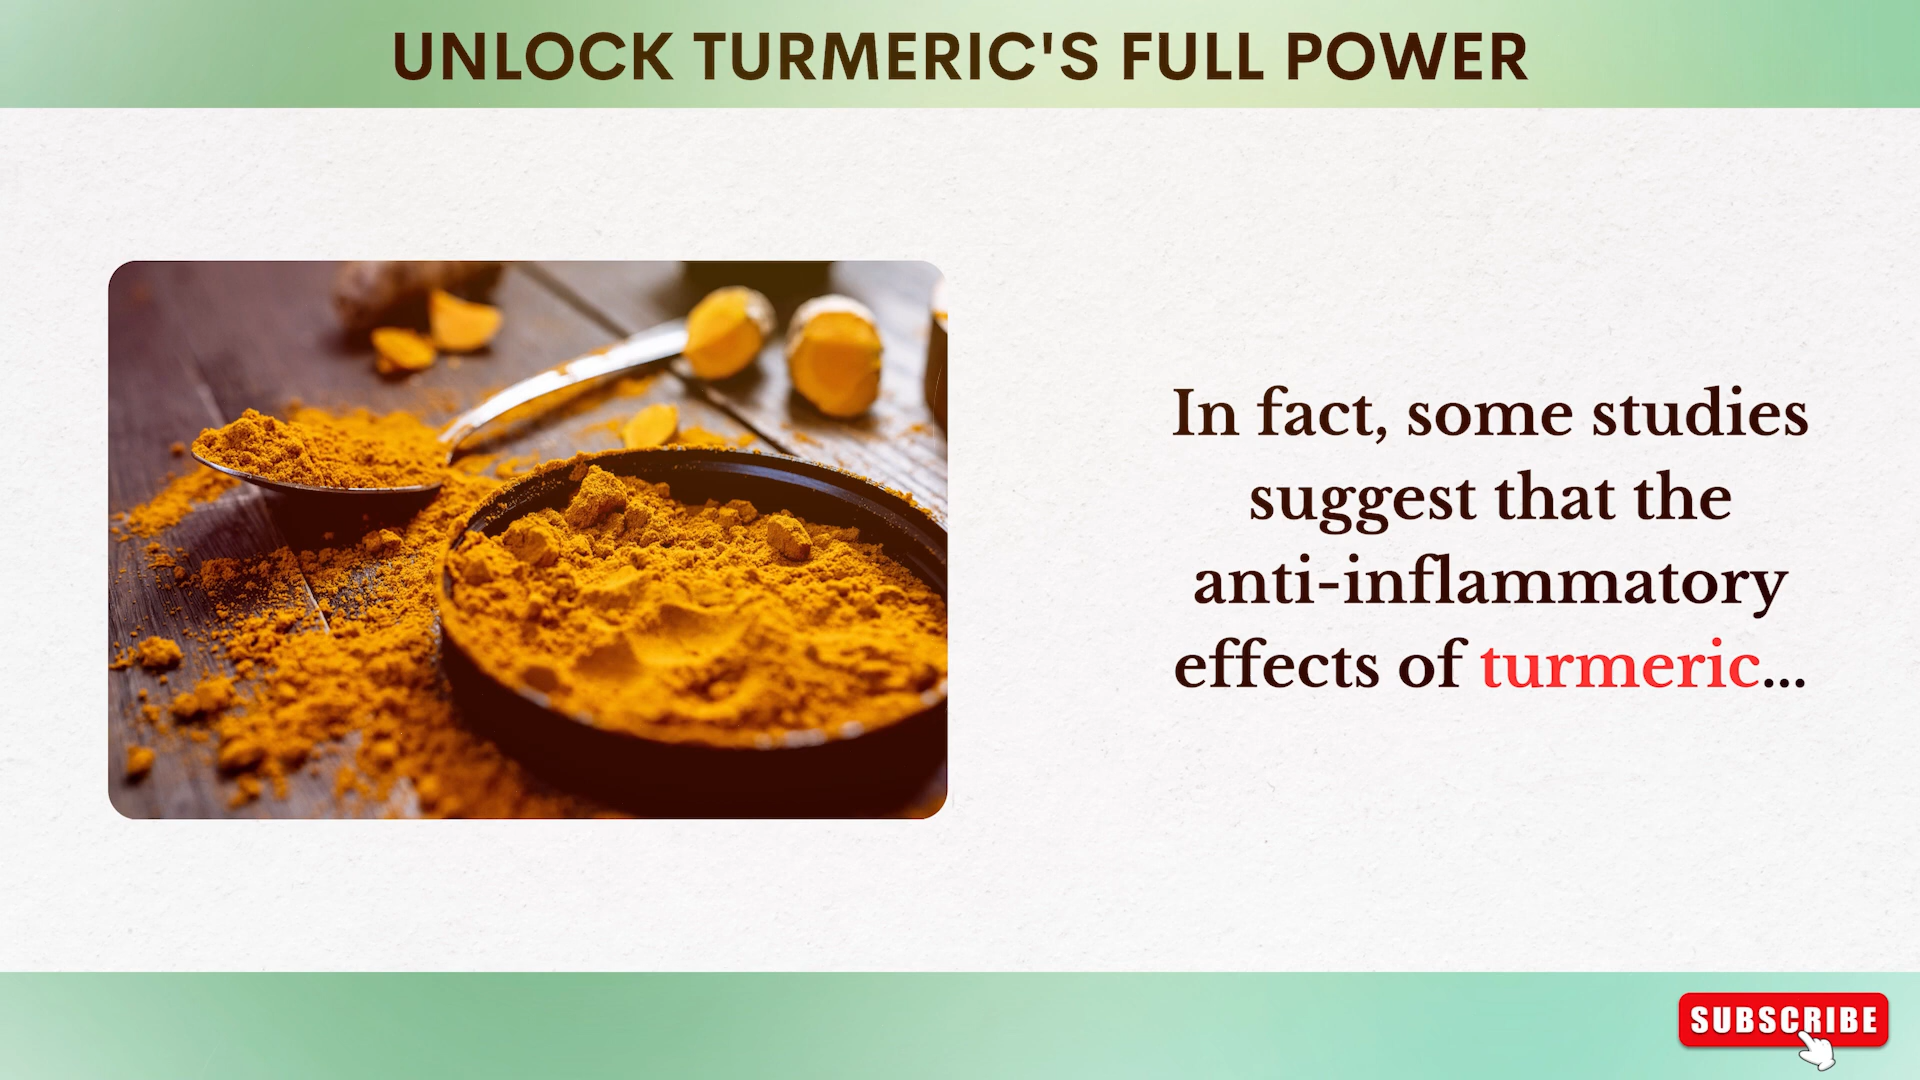 UNLOCK TURMERIC'S FULL POWER
In fact, some studies
suggest that the
anti-inflammatory
effects of turmeric...
SUBSCRIBE